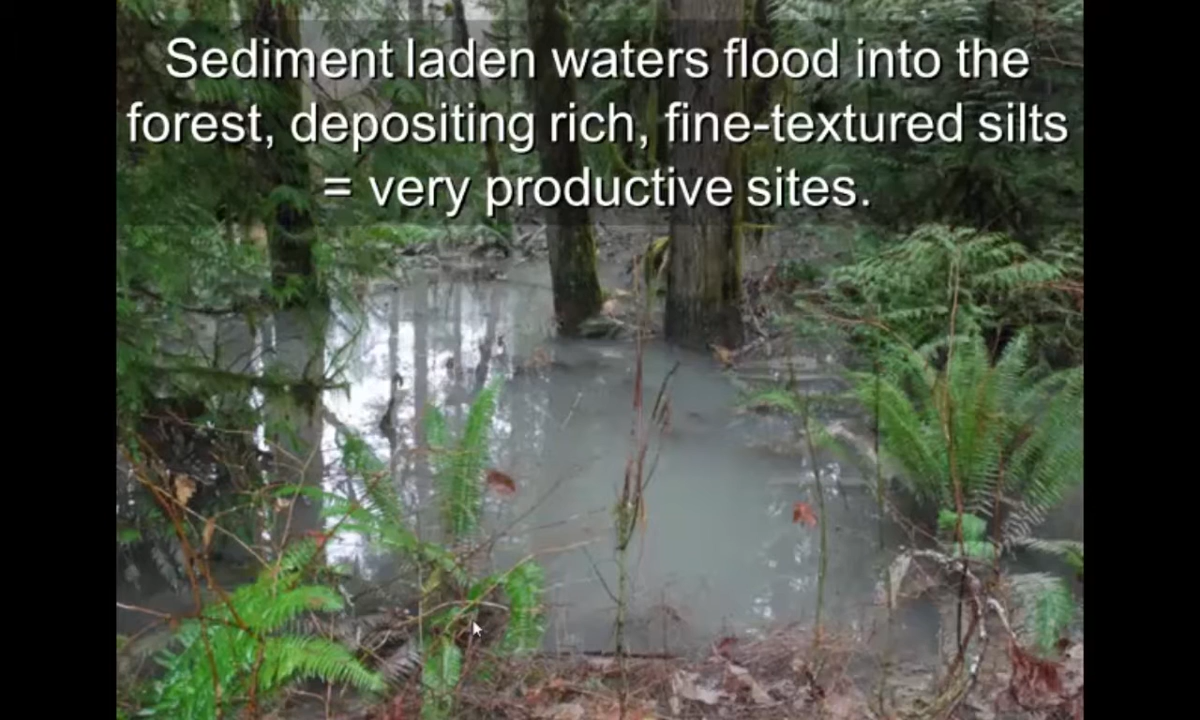 Sediment laden waters flood into the
forest, depositing rich, fine-textured silts
= very productive sites.